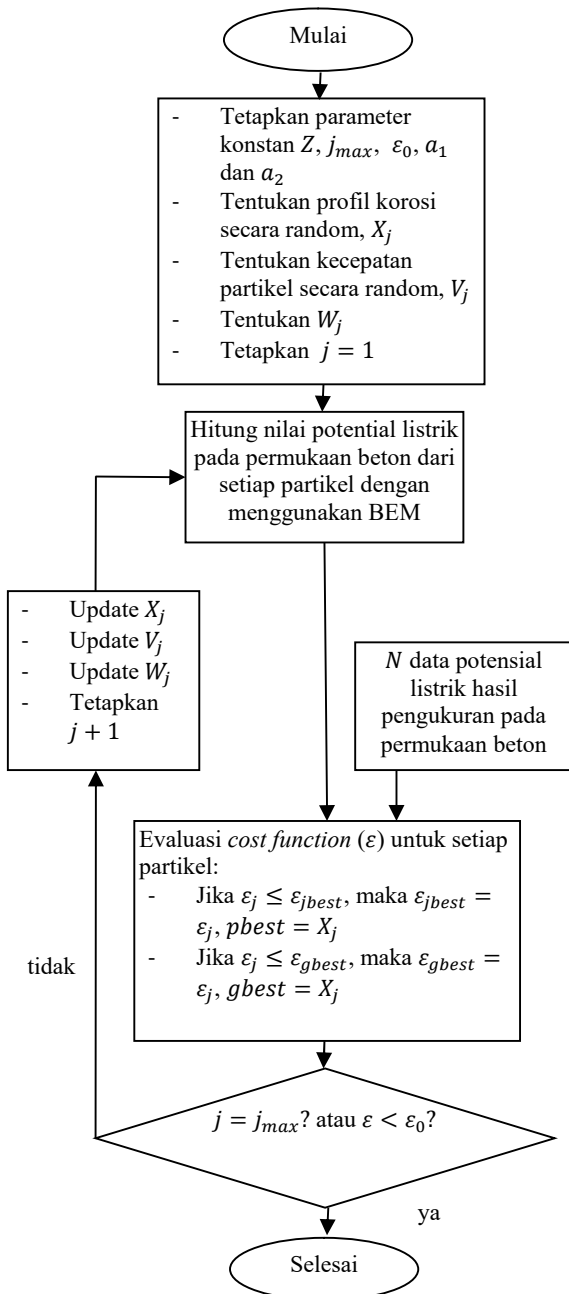 Mulai
- Tetapkan parameter
konstan Z, j_max, ε_0, a_1
dan a_2
- Tentukan profil korosi
secara random, X_j
- Tentukan kecepatan
partikel secara random, V_j
- Tentukan W_j
- Tetapkan j = 1
Hitung nilai potential listrik
pada permukaan beton dari
setiap partikel dengan
menggunakan BEM
- Update X_j
- Update V_j
- Update W_j
- Tetapkan
j + 1
N data potensial
listrik hasil
pengukuran pada
permukaan beton
Evaluasi cost function (ε) untuk setiap
partikel:
- Jika ε_j ≤ ε_jbest, maka ε_jbest =
ε_j, pbest = X_j
- Jika ε_j ≤ ε_gbest, maka ε_gbest =
ε_j, gbest = X_j
tidak
j = j_max? atau ε < ε_0?
ya
Selesai